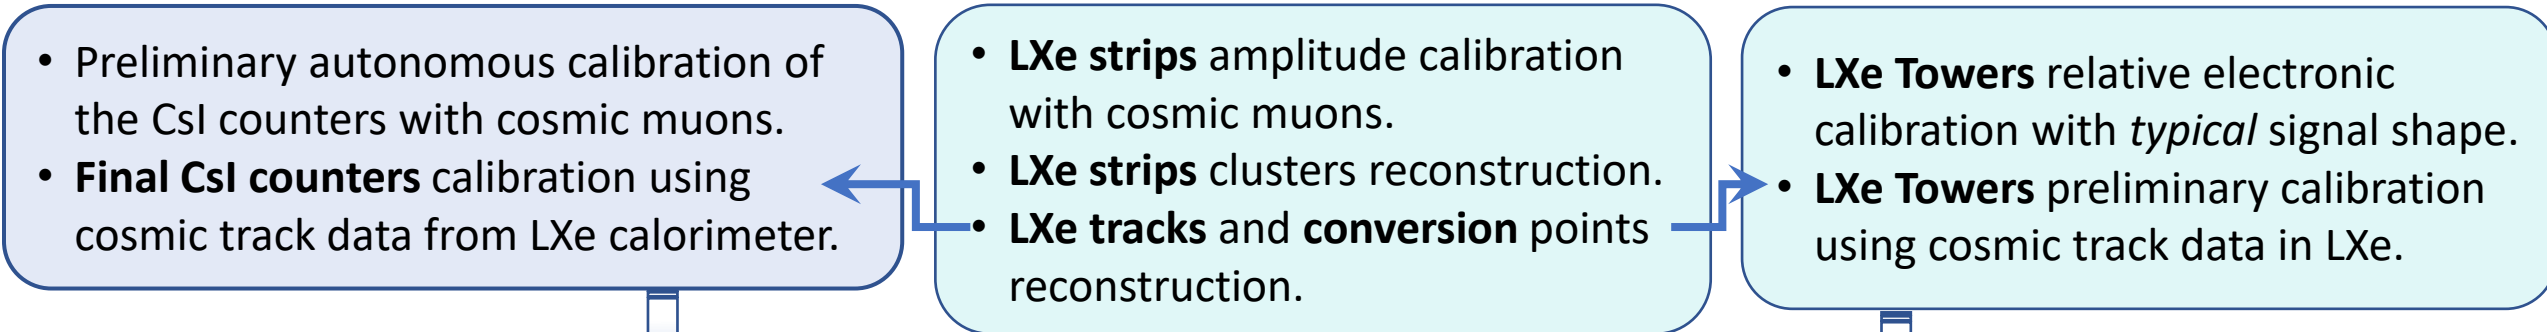 • Preliminary autonomous calibration of
the CsI counters with cosmic muons.
• Final CsI counters calibration using
cosmic track data from LXe calorimeter.
• LXe strips amplitude calibration
with cosmic muons.
• LXe strips clusters reconstruction.
• LXe tracks and conversion points
reconstruction.
• LXe Towers relative electronic
calibration with typical signal shape.
• LXe Towers preliminary calibration
using cosmic track data in LXe.